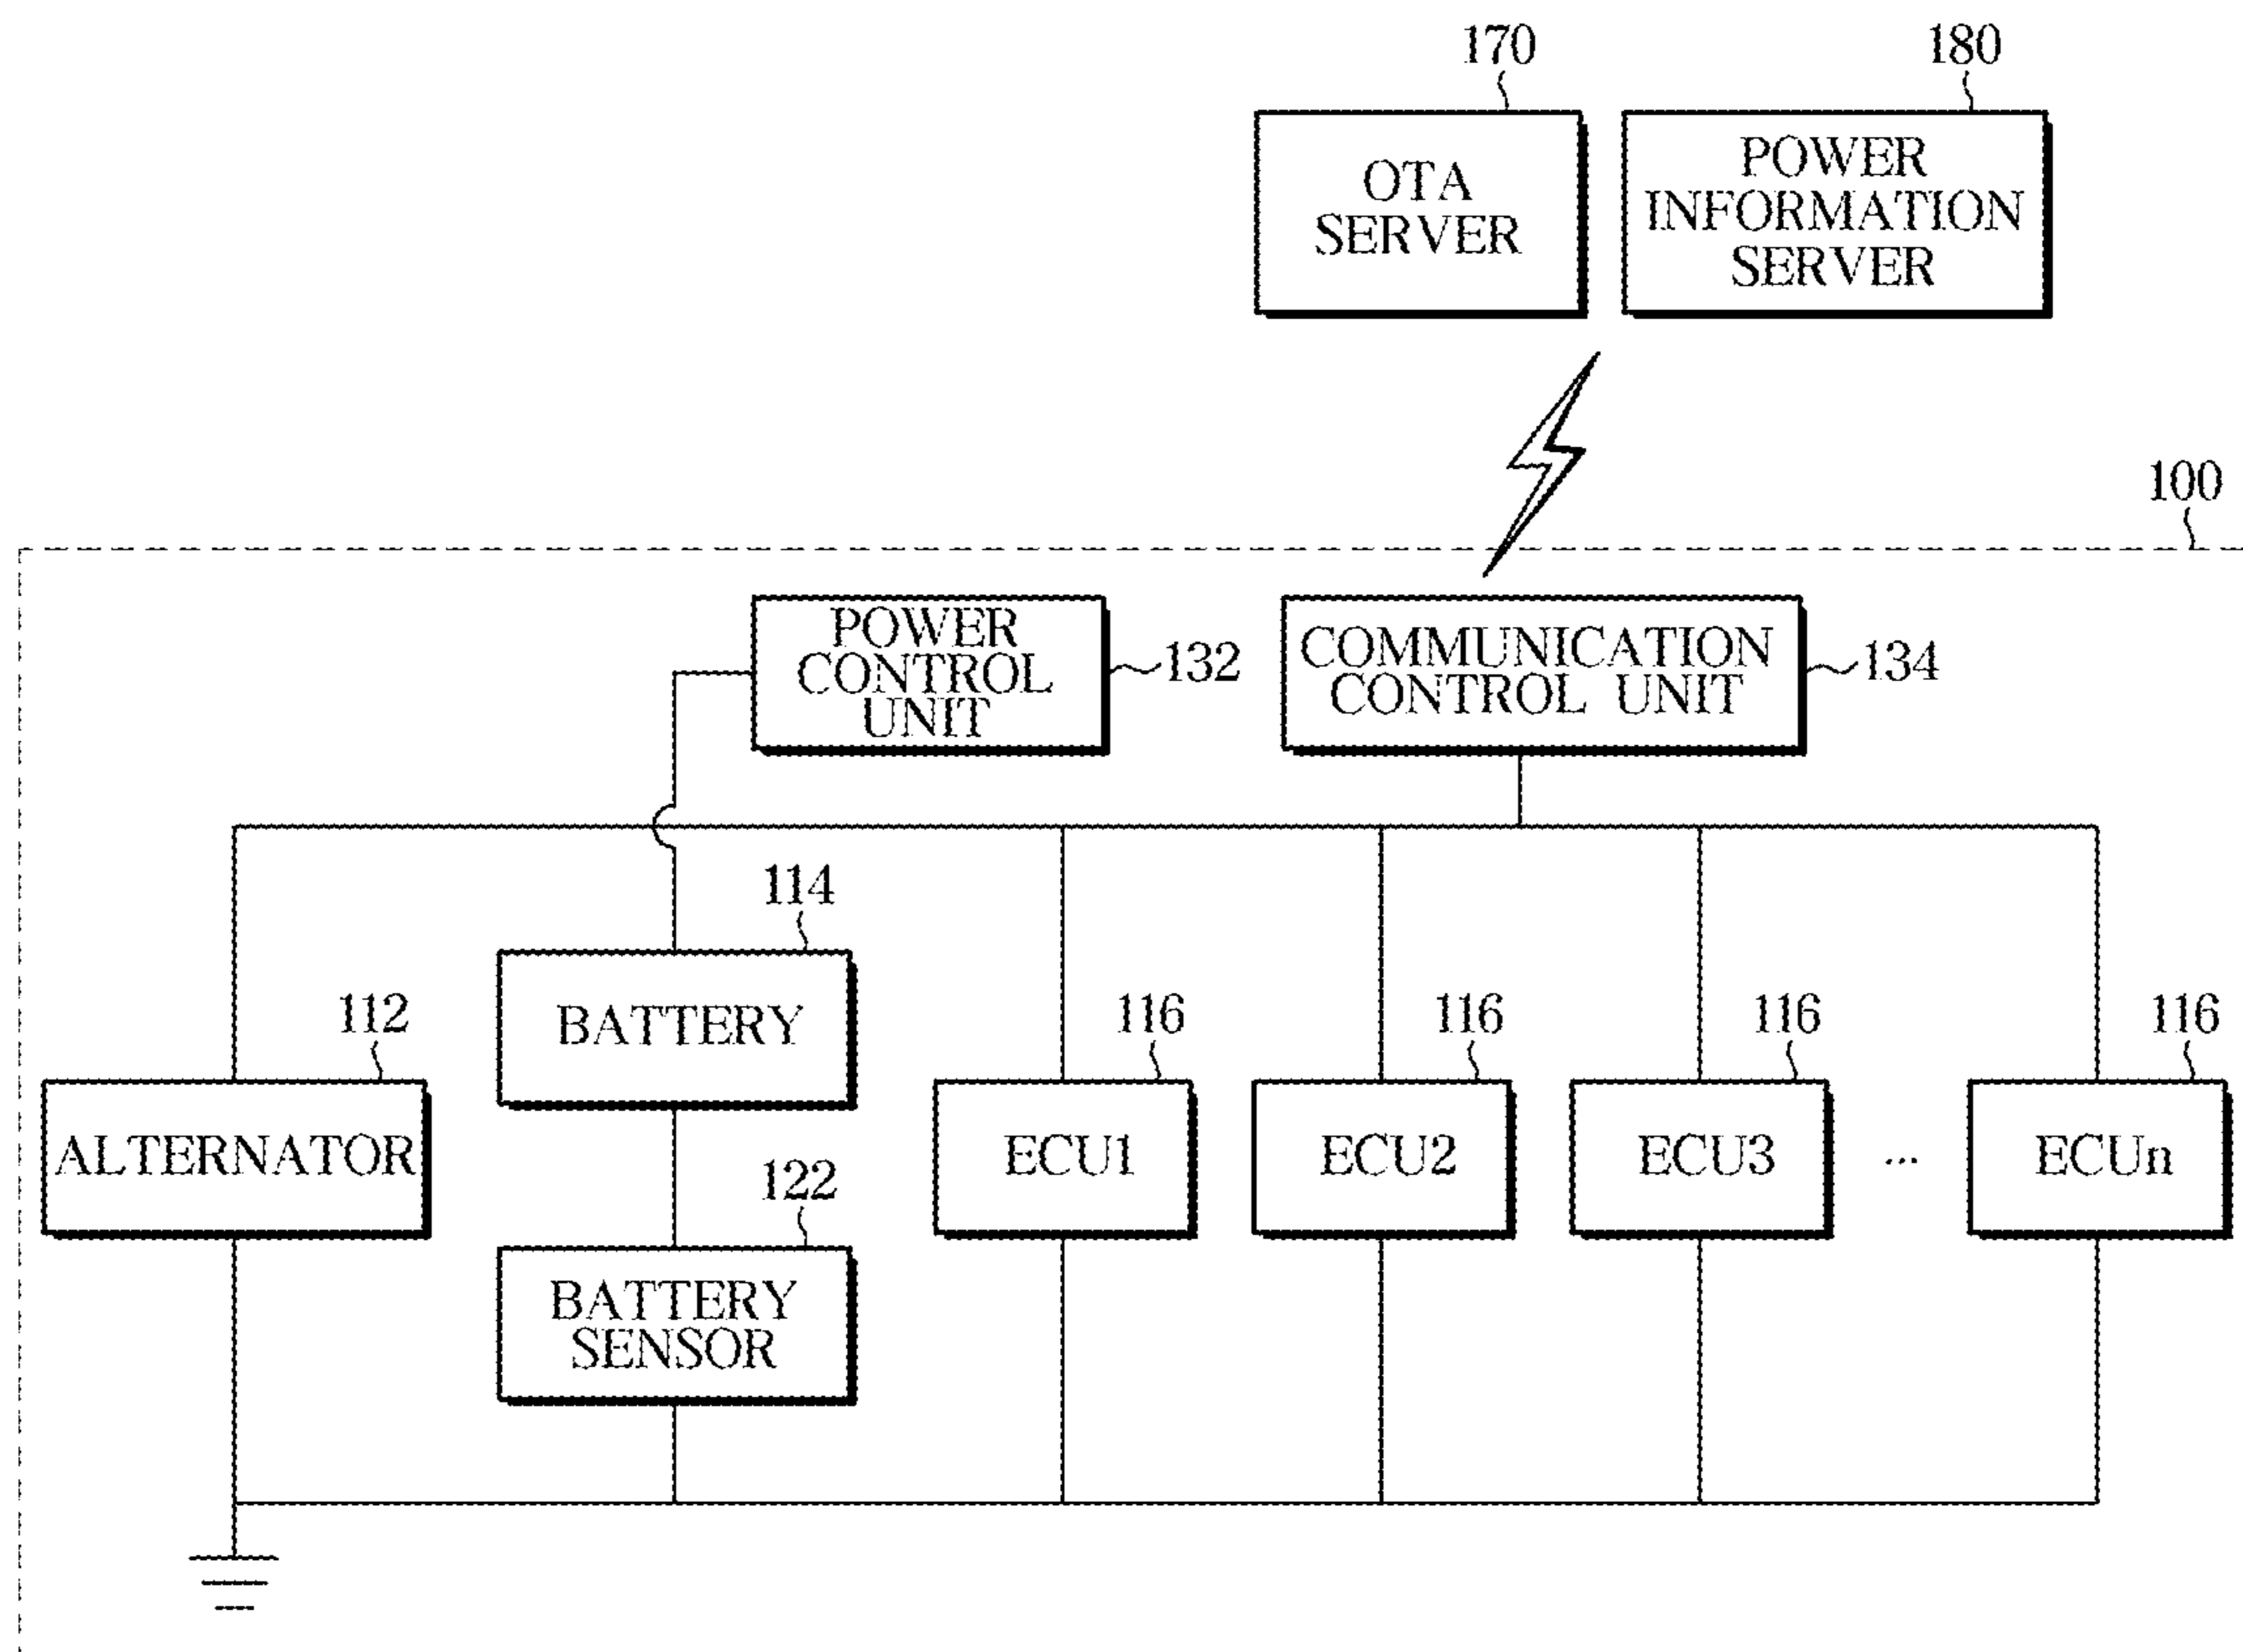 170
180
OTA
SERVER
POWER
INFORMATION
SERVER
100
POWER
CONTROL
UNIT
132
COMMUNICATION
CONTROL UNIT
134
114
BATTERY
112
116
116
116
116
ALTERNATOR
ECU1
ECU2
ECU3
...
ECUn
122
BATTERY
SENSOR